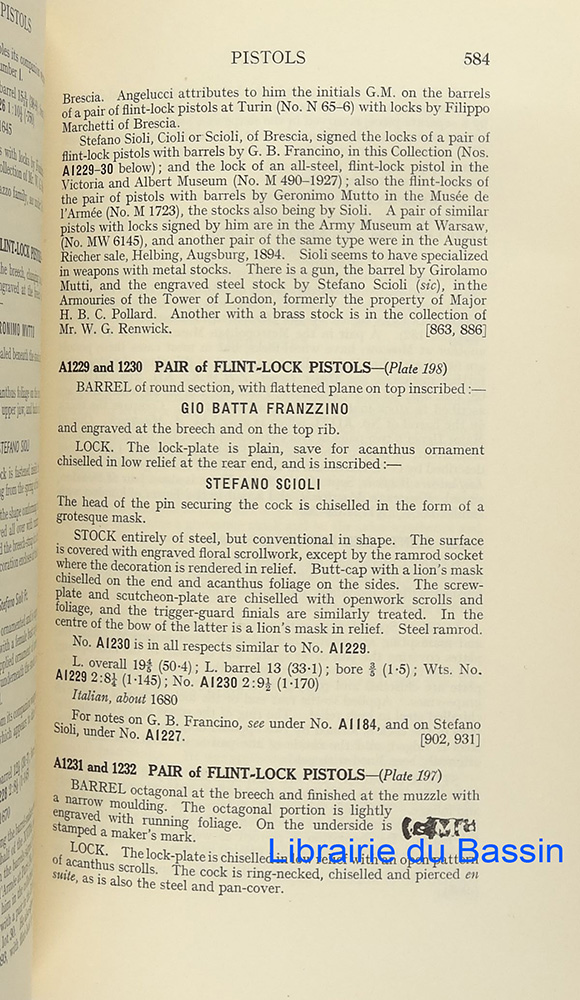 PISTOLS
PISTOLS 584
Brescia. Angelucci attributes to him the initials G.M. on the barrels
of a pair of flint-lock pistols at Turin (No. N 65–6) with locks by Filippo
Marchetti of Brescia.
Stefano Sioli, Cioli or Scioli, of Brescia, signed the locks of a pair of
flint-lock pistols with barrels by G. B. Francino, in this Collection (Nos.
A1229–30 below) ; and the lock of an all-steel, flint-lock pistol in the
Victoria and Albert Museum (No. M 490–1927) ; also the flint-locks of
the pair of pistols with barrels by Geronimo Mutto in the Musée de
l'Armée (No. M 1723), the stocks also being by Sioli. A pair of similar
pistols with locks signed by him are in the Army Museum at Warsaw,
(No. MW 6145), and another pair of the same type were in the August
Riecher sale, Helbing, Augsburg, 1894. Sioli seems to have specialized
in weapons with metal stocks. There is a gun, the barrel by Girolamo
Mutti, and the engraved steel stock by Stefano Scioli (sic), in the
Armouries of the Tower of London, formerly the property of Major
H. B. C. Pollard. Another with a brass stock is in the collection of
Mr. W. G. Renwick. [863, 886]
A1229 and 1230 PAIR of FLINT-LOCK PISTOLS—(Plate 198)
BARREL of round section, with flattened plane on top inscribed :—
GIO BATTA FRANZZINO
and engraved at the breech and on the top rib.
LOCK. The lock-plate is plain, save for acanthus ornament
chiselled in low relief at the rear end, and is inscribed :—
STEFANO SCIOLI
The head of the pin securing the cock is chiselled in the form of a
grotesque mask.
STOCK entirely of steel, but conventional in shape. The surface
is covered with engraved floral scrollwork, except by the ramrod socket
where the decoration is rendered in relief. Butt-cap with a lion's mask
chiselled on the end and acanthus foliage on the sides. The screw-
plate and scutcheon-plate are chiselled with openwork scrolls and
foliage, and the trigger-guard finials are similarly treated. In the
centre of the bow of the latter is a lion's mask in relief. Steel ramrod.
No. A1230 is in all respects similar to No. A1229.
L. overall 19⅞ (50·4) ; L. barrel 13 (33·1) ; bore ⅗ (1·5) ; Wts. No.
A1229 2 : 8¼ (1·145) ; No. A1230 2 : 9½ (1·170)
Italian, about 1680
For notes on G. B. Francino, see under No. A1184, and on Stefano
Sioli, under No. A1227. [902, 931]
A1231 and 1232 PAIR of FLINT-LOCK PISTOLS—(Plate 197)
BARREL octagonal at the breech and finished at the muzzle with
a narrow moulding. The octagonal portion is lightly
engraved with running foliage. On the underside is
stamped a maker's mark.
LOCK. The lock-plate is chiselled in low relief with an open pattern
of acanthus scrolls. The cock is ring-necked, chiselled and pierced en
suite, as is also the steel and pan-cover.
Librairie du Bassin